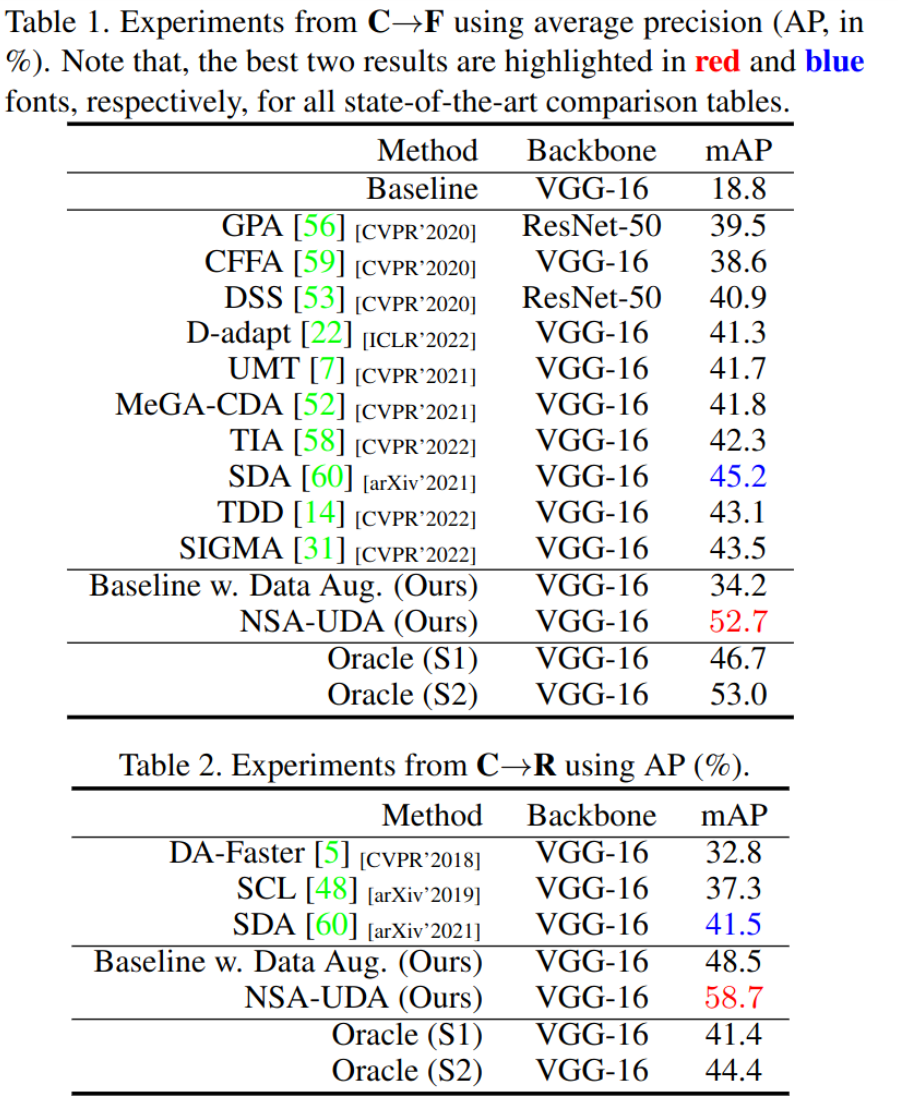 Table 1. Experiments from C→F using average precision (AP, in
%). Note that, the best two results are highlighted in red and blue
fonts, respectively, for all state-of-the-art comparison tables.
Method Backbone mAP
Baseline VGG-16 18.8
GPA [56] [CVPR'2020] ResNet-50 39.5
CFFA [59] [CVPR'2020] VGG-16 38.6
DSS [53] [CVPR'2020] ResNet-50 40.9
D-adapt [22] [ICLR'2022] VGG-16 41.3
UMT [7] [CVPR'2021] VGG-16 41.7
MeGA-CDA [52] [CVPR'2021] VGG-16 41.8
TIA [58] [CVPR'2022] VGG-16 42.3
SDA [60] [arXiv'2021] VGG-16 45.2
TDD [14] [CVPR'2022] VGG-16 43.1
SIGMA [31] [CVPR'2022] VGG-16 43.5
Baseline w. Data Aug. (Ours) VGG-16 34.2
NSA-UDA (Ours) VGG-16 52.7
Oracle (S1) VGG-16 46.7
Oracle (S2) VGG-16 53.0
Table 2. Experiments from C→R using AP (%).
Method Backbone mAP
DA-Faster [5] [CVPR'2018] VGG-16 32.8
SCL [48] [arXiv'2019] VGG-16 37.3
SDA [60] [arXiv'2021] VGG-16 41.5
Baseline w. Data Aug. (Ours) VGG-16 48.5
NSA-UDA (Ours) VGG-16 58.7
Oracle (S1) VGG-16 41.4
Oracle (S2) VGG-16 44.4